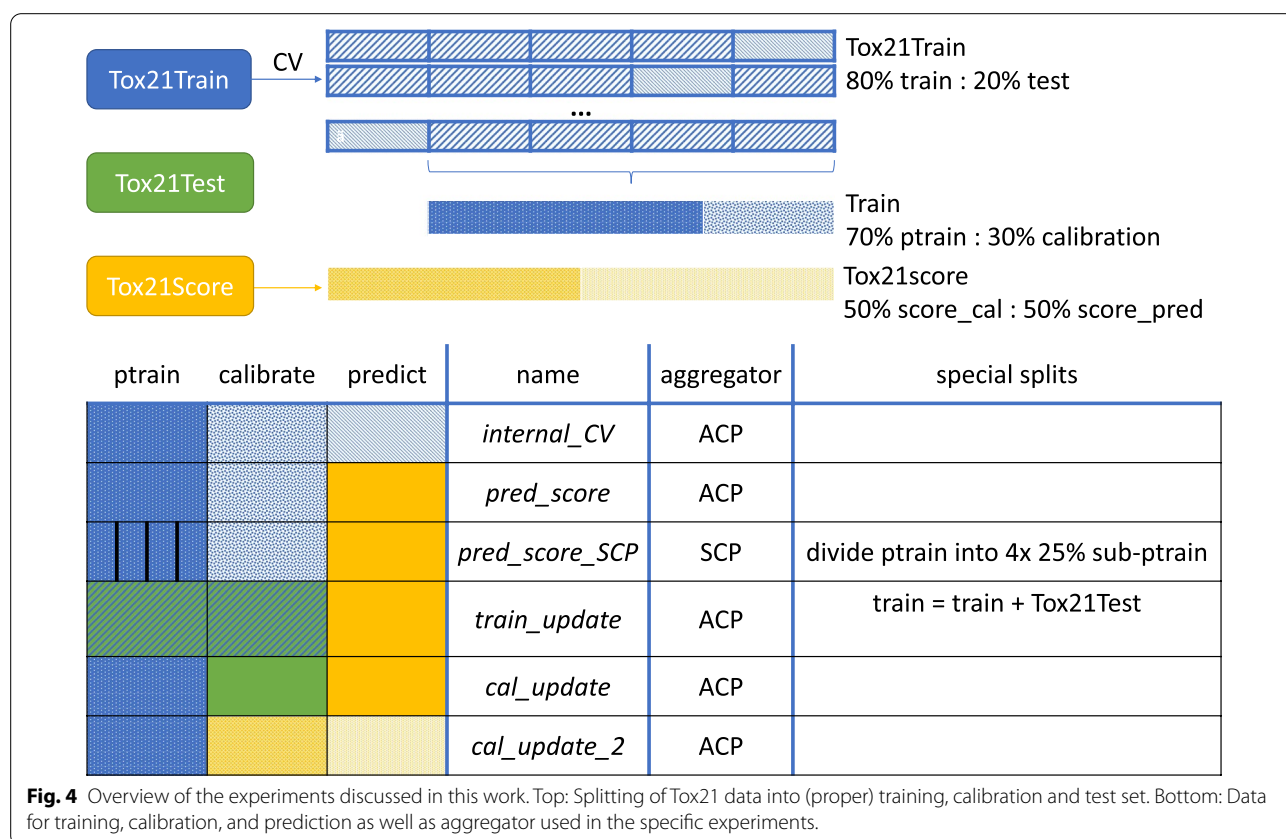 Tox21Train
CV
Tox21Train
80% train : 20% test
...
Tox21Test
Train
70% ptrain : 30% calibration
Tox21Score
Tox21score
50% score_cal : 50% score_pred
ptrain calibrate predict name aggregator special splits
internal_CV ACP
pred_score ACP
pred_score_SCP SCP divide ptrain into 4x 25% sub-ptrain
train_update ACP train = train + Tox21Test
cal_update ACP
cal_update_2 ACP
Fig. 4 Overview of the experiments discussed in this work. Top: Splitting of Tox21 data into (proper) training, calibration and test set. Bottom: Data
for training, calibration, and prediction as well as aggregator used in the specific experiments.